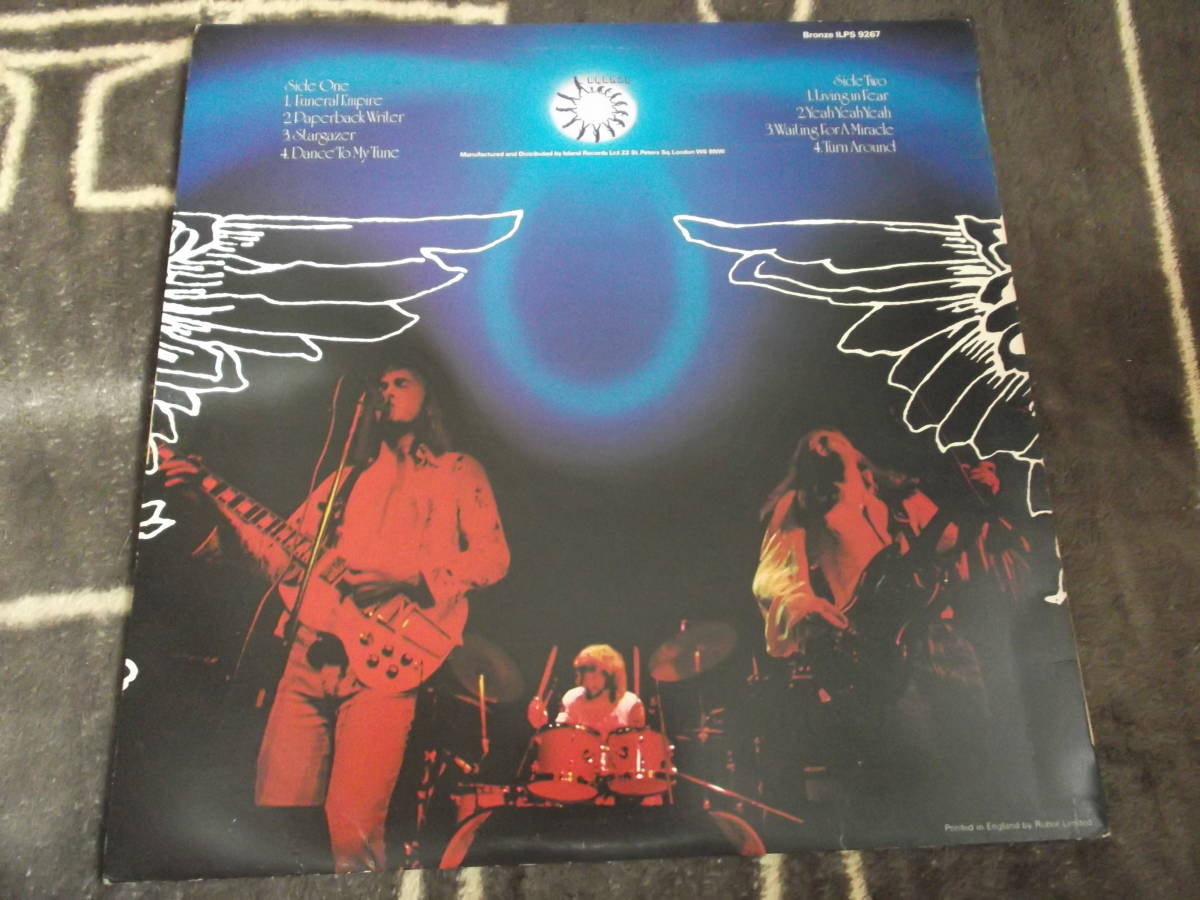 Bronze ILPS 9267
Side One
1. Funeral Empire
2. Paperback Writer
3. Stargazer
4. Dance To My Tune
BRONZE
Side Two
1. Living in Fear
2. Yeah Yeah Yeah
3. Waiting For A Miracle
4. Turn Around
Manufactured and Distributed by Island Records Ltd 22 St. Peters Sq. London W6 9NW
Printed in England by Robor Limited